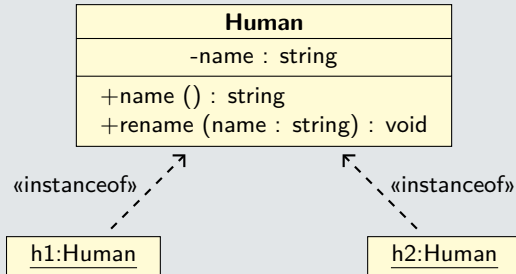 Human
-name : string
+name () : string
+rename (name : string) : void
«instanceof»
«instanceof»
h1:Human
h2:Human